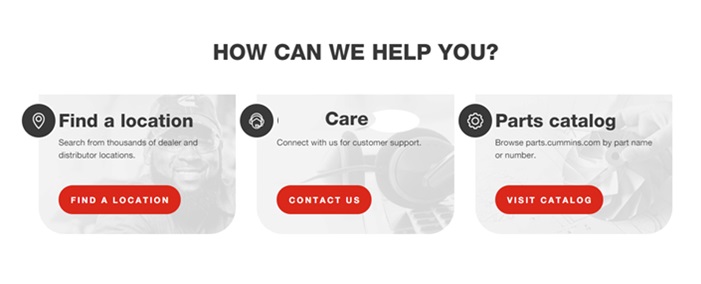 HOW CAN WE HELP YOU?
Find a location
Search from thousands of dealer and
distributor locations.
FIND A LOCATION
Care
Connect with us for customer support.
CONTACT US
Parts catalog
Browse parts.cummins.com by part name
or number.
VISIT CATALOG